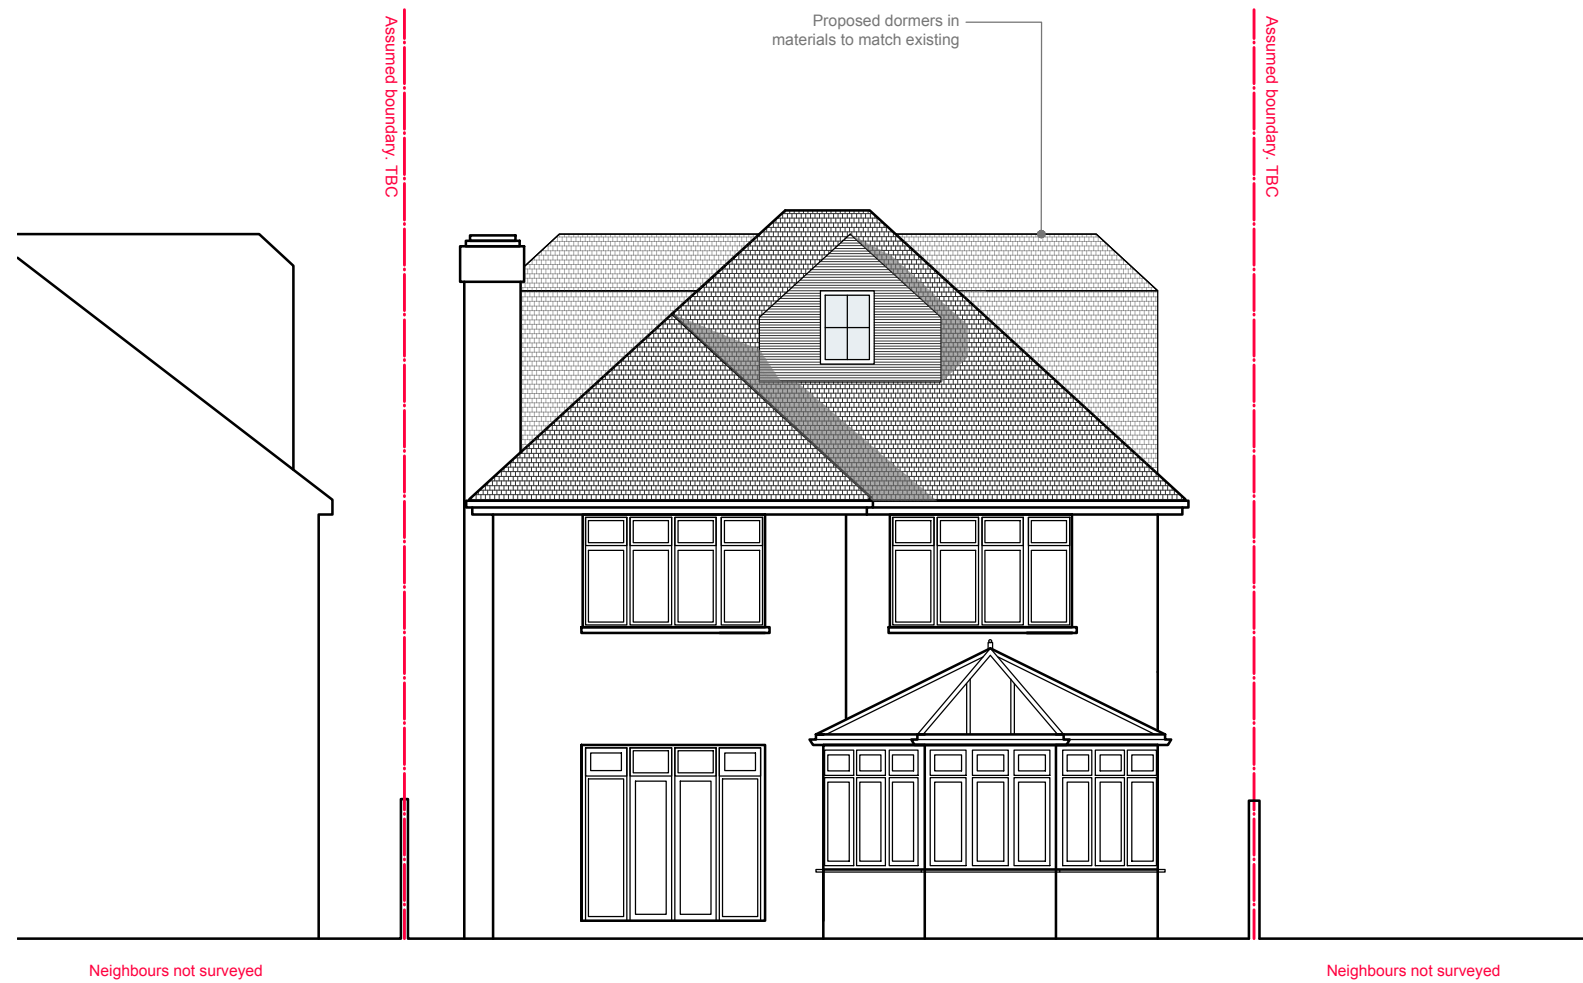 Proposed dormers in
materials to match existing
Assumed boundary. TBC
Assumed boundary. TBC
Neighbours not surveyed
Neighbours not surveyed